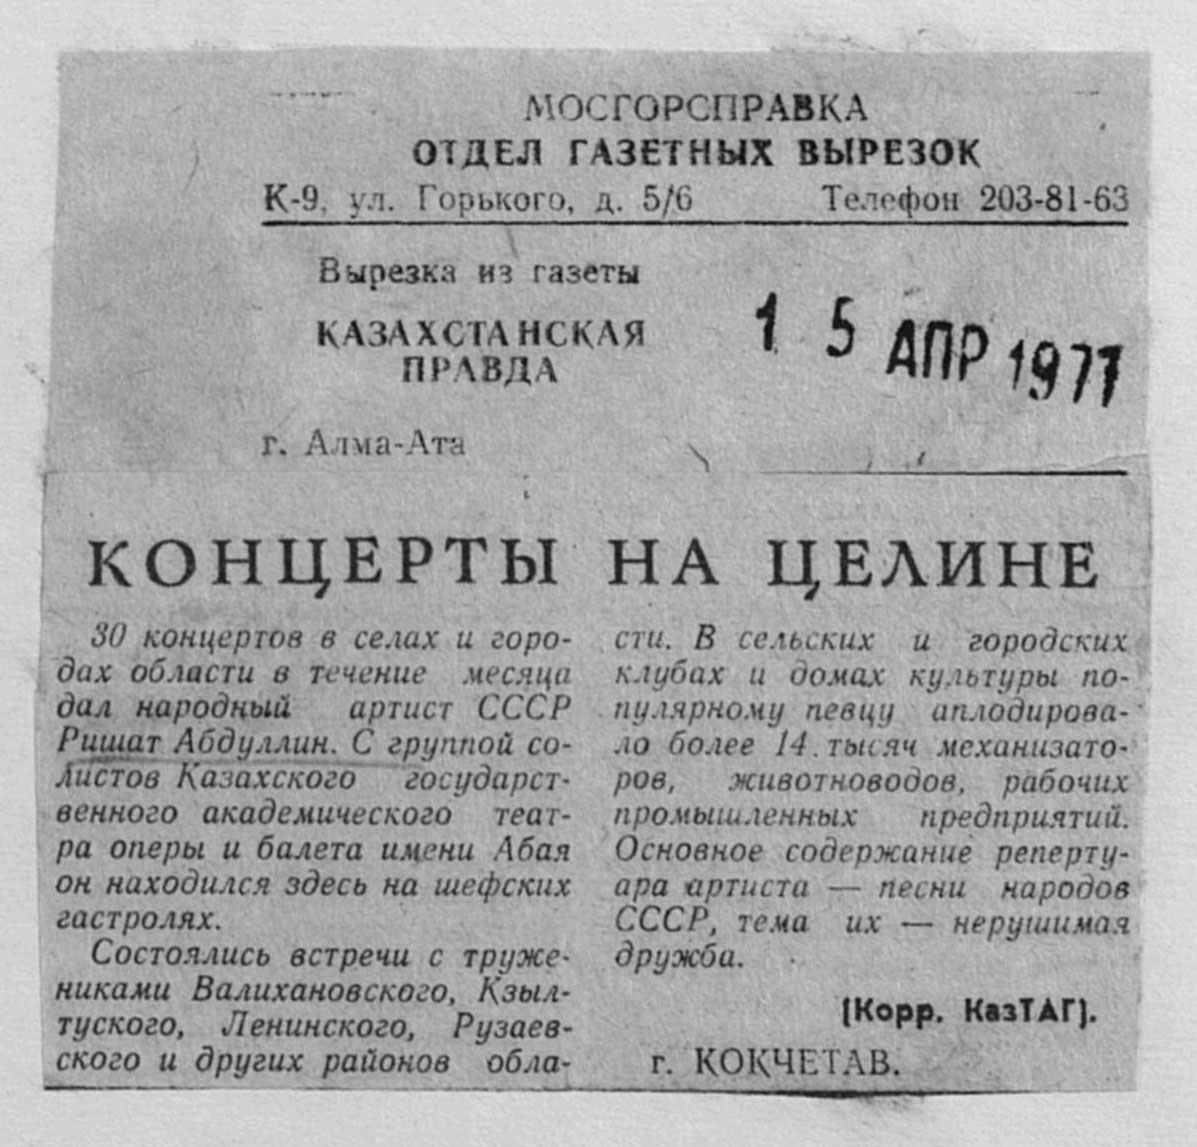 МОСГОРСПРАВКА
ОТДЕЛ ГАЗЕТНЫХ ВЫРЕЗОК
К-9, ул. Горького, д. 5/6 Телефон 203-81-63
Вырезка из газеты
КАЗАХСТАНСКАЯ
ПРАВДА
1 5 АПР 1977
г. Алма-Ата
КОНЦЕРТЫ НА ЦЕЛИНЕ
30 концертов в селах и горо-
дах области в течение месяца
дал народный артист СССР
Ришат Абдуллин. С группой со-
листов Казахского государст-
венного академического теат-
ра оперы и балета имени Абая
он находился здесь на шефских
гастролях.
Состоялись встречи с труже-
никами Валихановского, Кзыл-
туского, Ленинского, Рузаев-
ского и других районов обла-
сти. В сельских и городских
клубах и домах культуры по-
пулярному певцу аплодирова-
ло более 14 тысяч механизато-
ров, животноводов, рабочих
промышленных предприятий.
Основное содержание реперту-
ара артиста — песни народов
СССР, тема их — нерушимая
дружба.
(Корр. КазТАГ).
г. КОКЧЕТАВ.